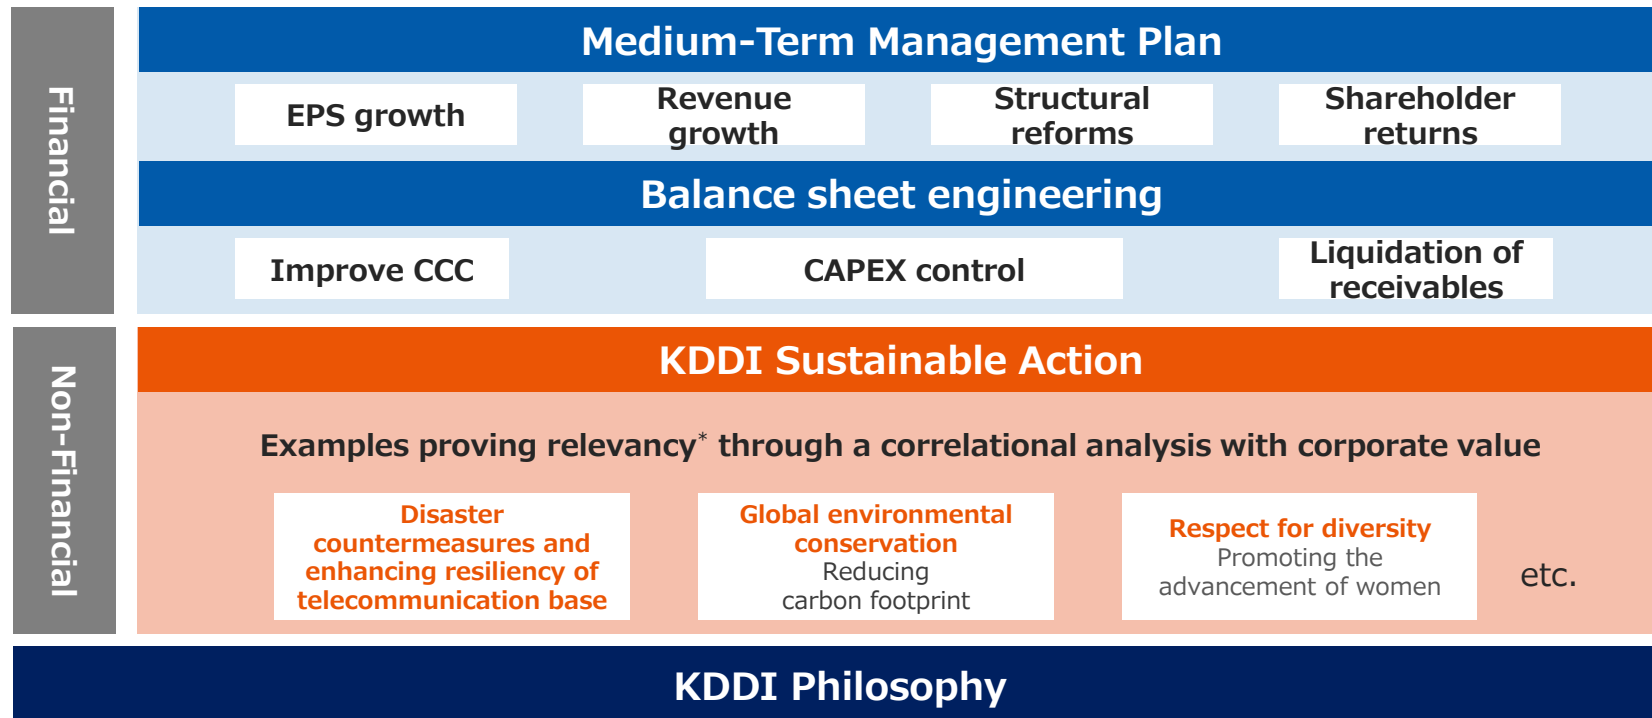 Financial
Medium-Term Management Plan
EPS growth
Revenue
growth
Structural
reforms
Shareholder
returns
Balance sheet engineering
Improve CCC
CAPEX control
Liquidation of
receivables
Non-Financial
KDDI Sustainable Action
Examples proving relevancy* through a correlational analysis with corporate value
Disaster
countermeasures and
enhancing resiliency of
telecommunication base
Global environmental
conservation
Reducing
carbon footprint
Respect for diversity
Promoting the
advancement of women
etc.
KDDI Philosophy